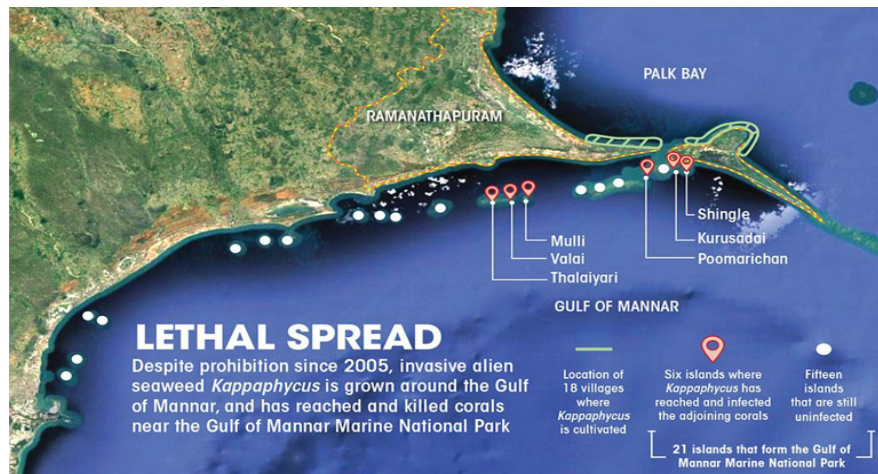 PALK BAY
RAMANATHAPURAM
Shingle
Kurusadai
Poomarichan
Mulli
Valai
Thalaiyari
GULF OF MANNAR
LETHAL SPREAD
Despite prohibition since 2005, invasive alien
seaweed Kappaphycus is grown around the Gulf
of Mannar, and has reached and killed corals
near the Gulf of Mannar Marine National Park
Location of
18 villages
where
Kappaphycus
is cultivated
Six islands where
Kappaphycus has
reached and infected
the adjoining corals
Fifteen
islands
that are still
uninfected
21 islands that form the Gulf of
Mannar Marine National Park